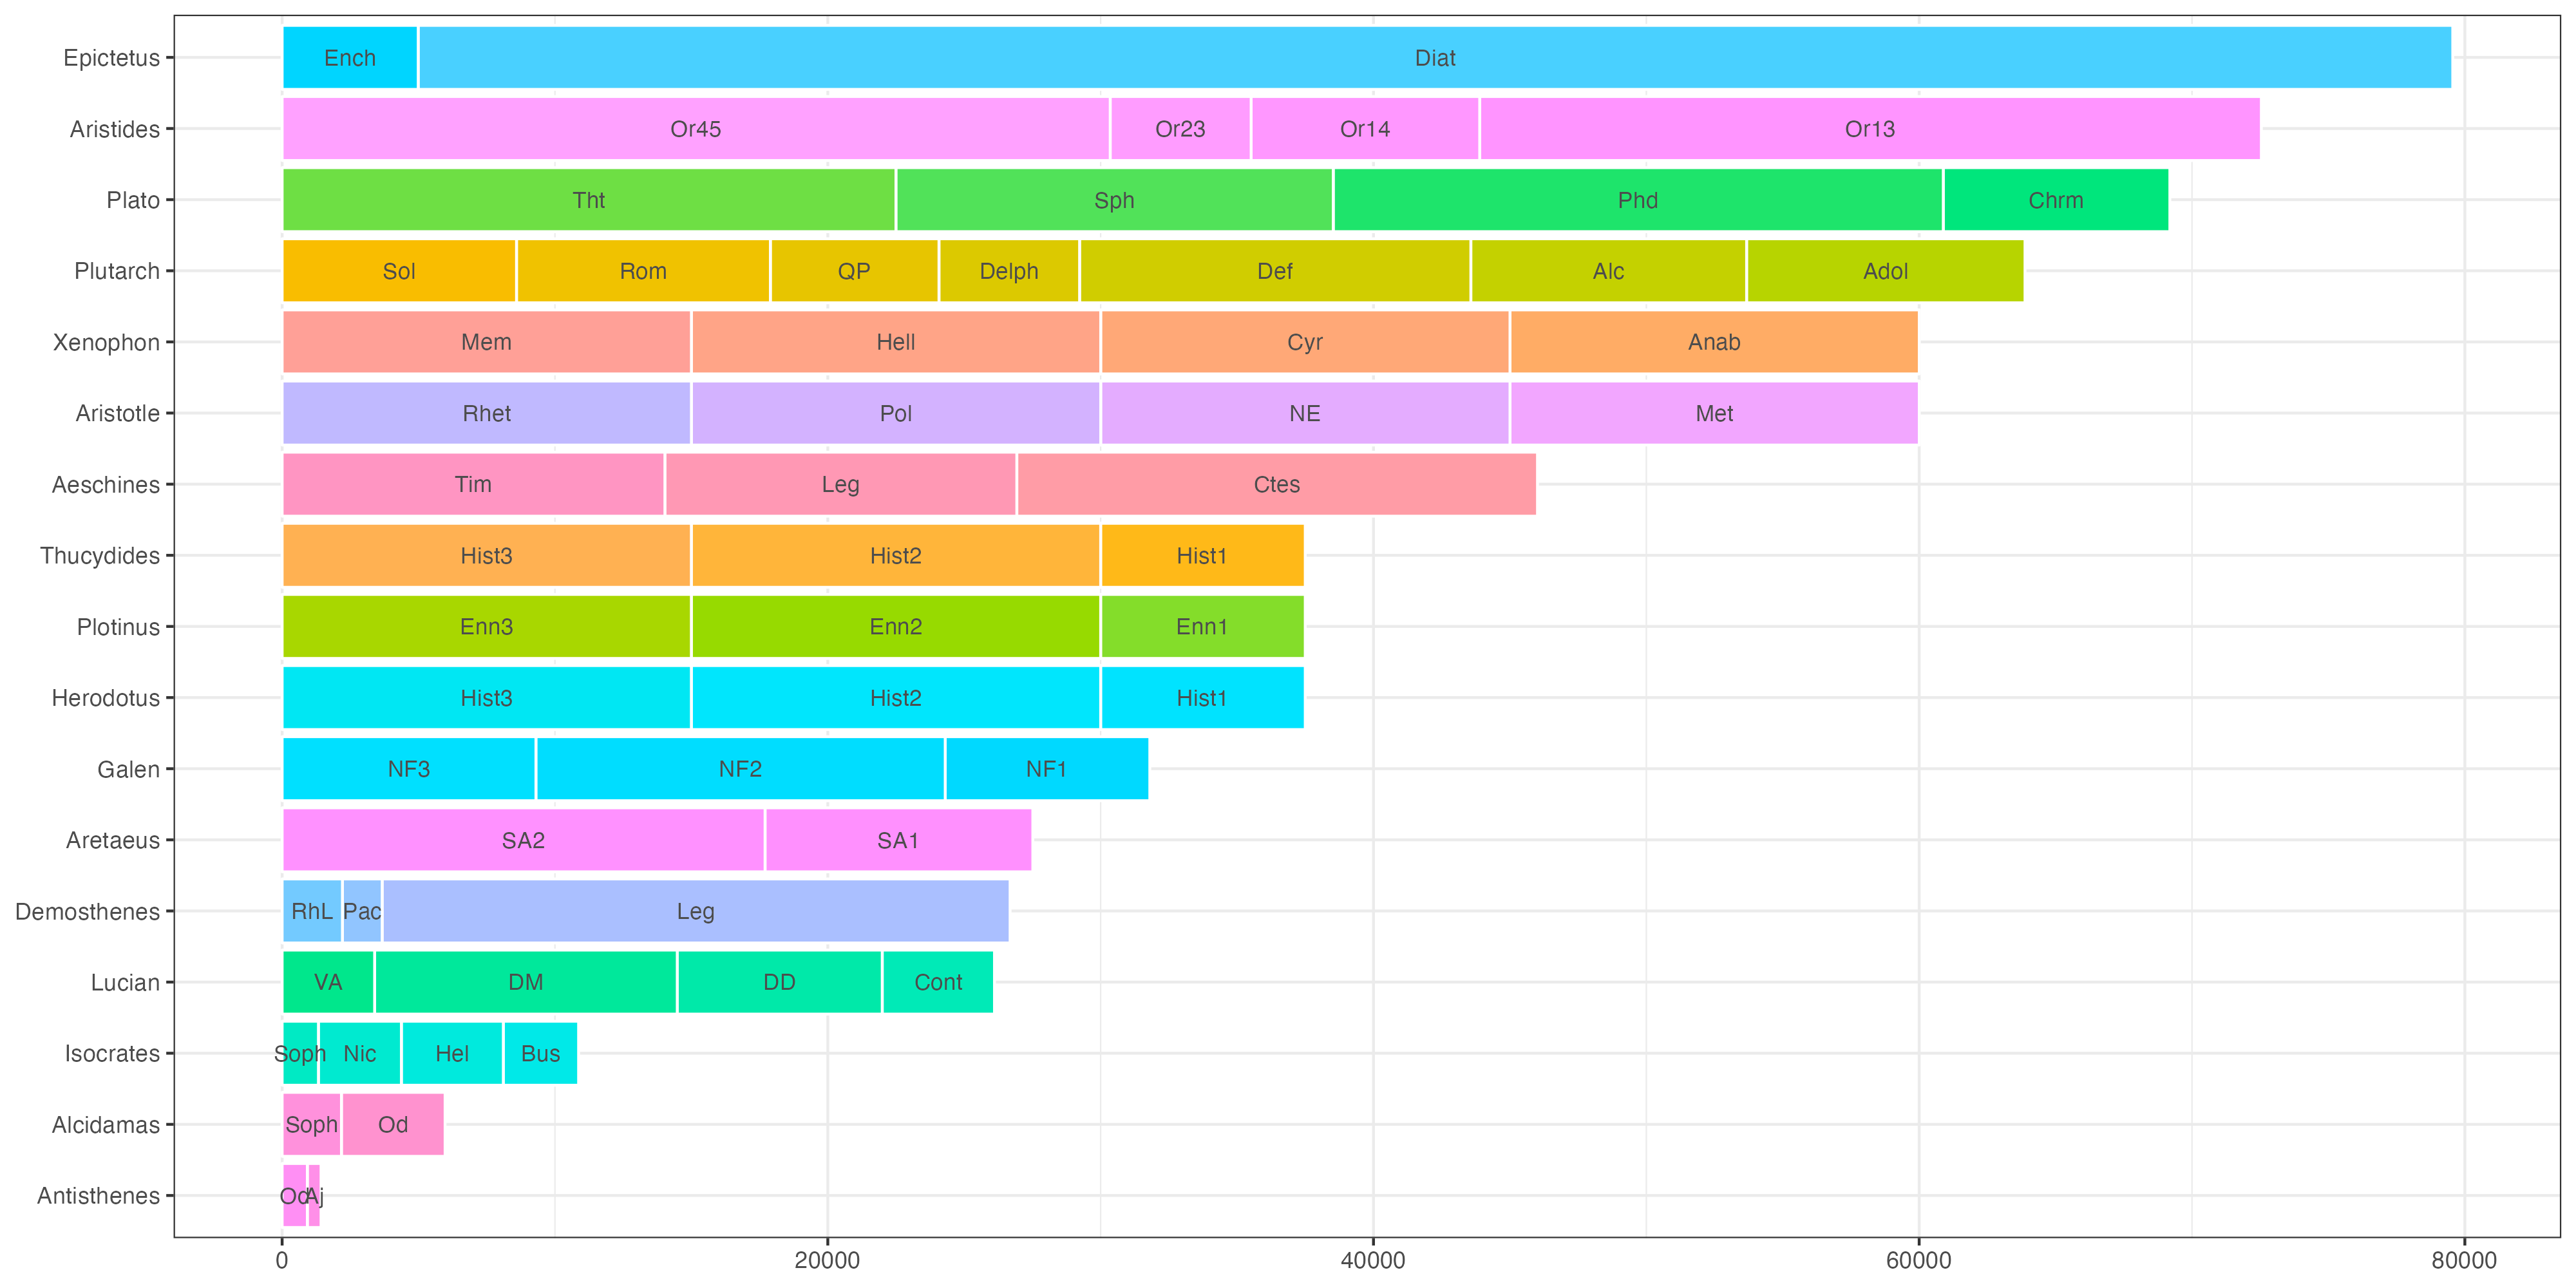 Epictetus Ench Diat
Aristides Or45 Or23 Or14 Or13
Plato Tht Sph Phd Chrm
Plutarch Sol Rom QP Delph Def Alc Adol
Xenophon Mem Hell Cyr Anab
Aristotle Rhet Pol NE Met
Aeschines Tim Leg Ctes
Thucydides Hist3 Hist2 Hist1
Plotinus Enn3 Enn2 Enn1
Herodotus Hist3 Hist2 Hist1
Galen NF3 NF2 NF1
Aretaeus SA2 SA1
Demosthenes RhL Pac Leg
Lucian VA DM DD Cont
Isocrates Soph Nic Hel Bus
Alcidamas Soph Od
Antisthenes Od Aj
0 20000 40000 60000 80000